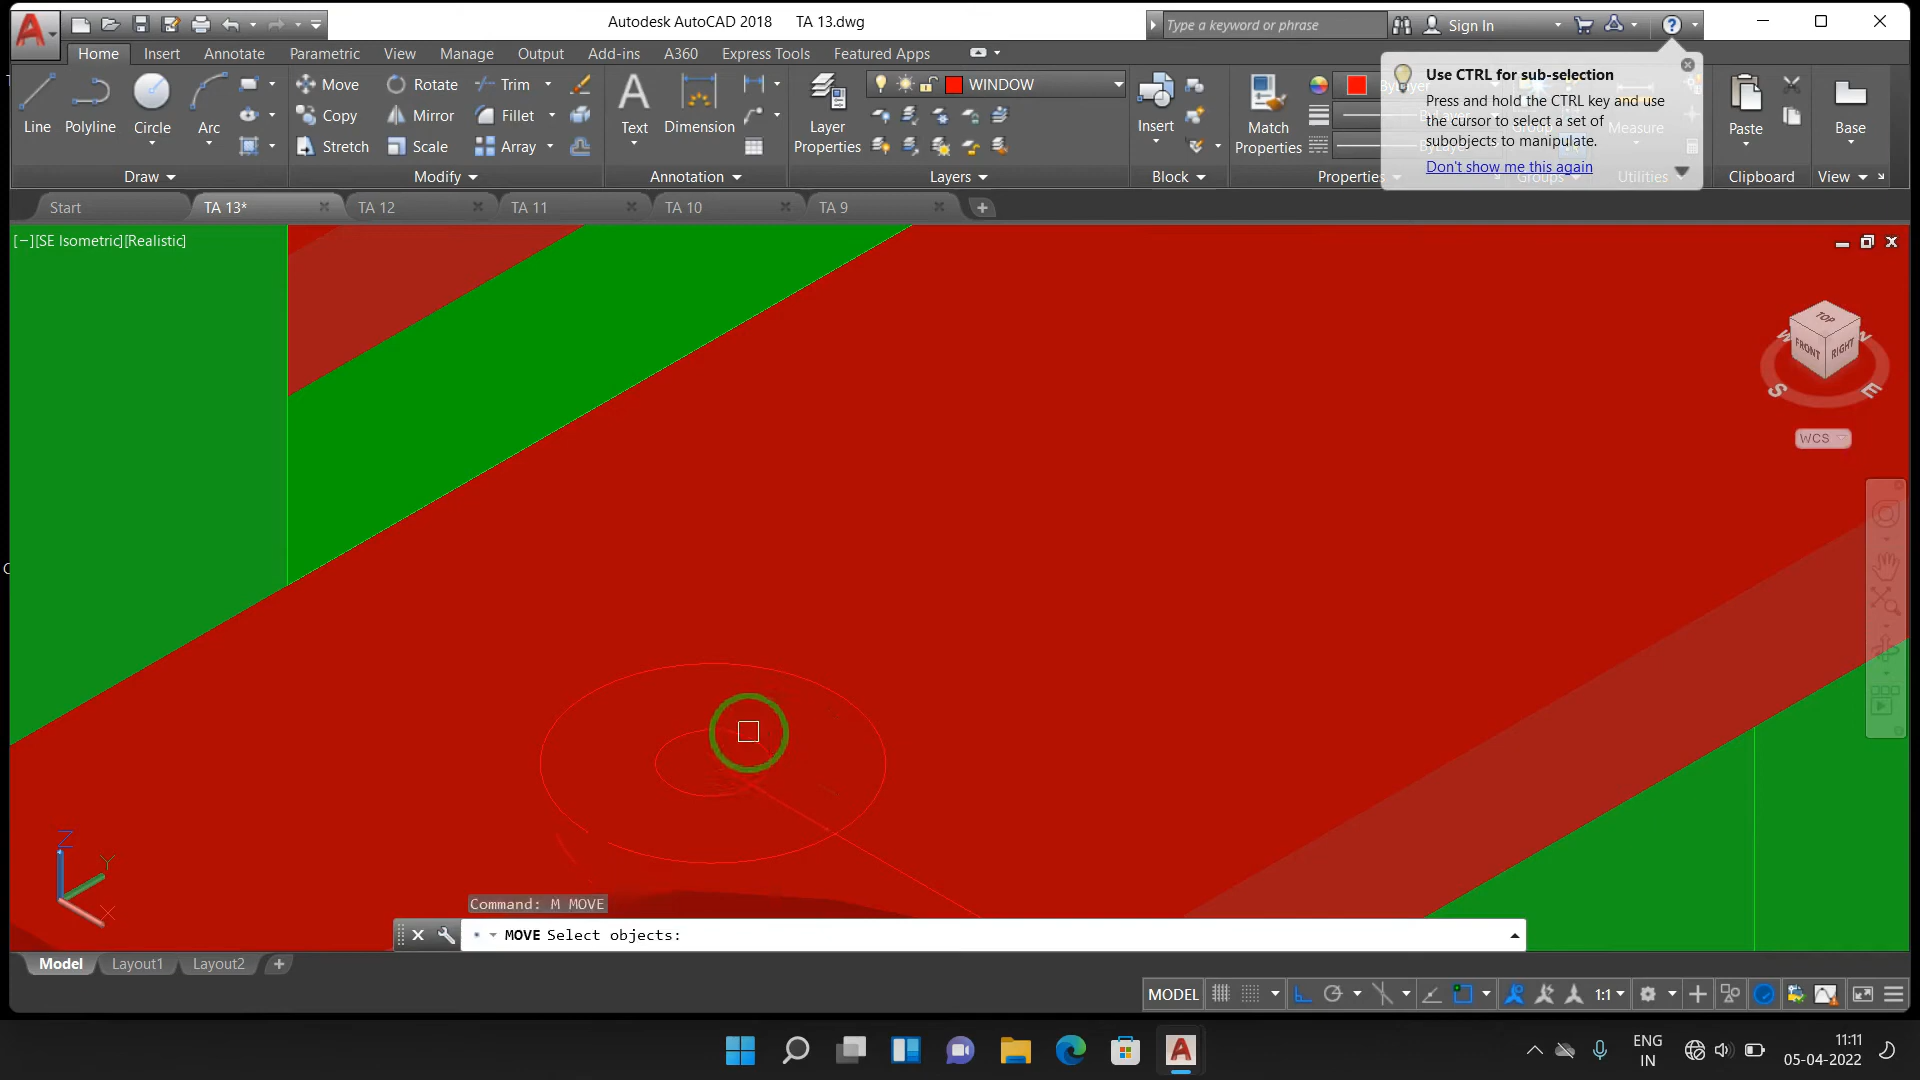 Autodesk AutoCAD 2018 TA 13.dwg
Type a keyword or phrase
Sign In
Home Insert Annotate Parametric View Manage Output Add-ins A360 Express Tools Featured Apps
Line
Polyline
Circle
Arc
Move
Copy
Stretch
Rotate
Mirror
Scale
Trim
Fillet
Array
Text
Dimension
Layer
Properties
WINDOW
Insert
Match
Properties
Use CTRL for sub-selection
Press and hold the CTRL key and use
the cursor to select a set of
subobjects to manipulate.
Don't show me this again
Measure
Paste
Base
Draw
Modify
Annotation
Layers
Block
Properties
Groups
Utilities
Clipboard
View
Start
TA 13*
TA 12
TA 11
TA 10
TA 9
[−][SE Isometric][Realistic]
TOP
FRONT
RIGHT
W
N
S
E
WCS
Z
Y
X
Command: M MOVE
MOVE Select objects:
Model
Layout1
Layout2
MODEL
1:1
ENG
IN
11:11
05-04-2022